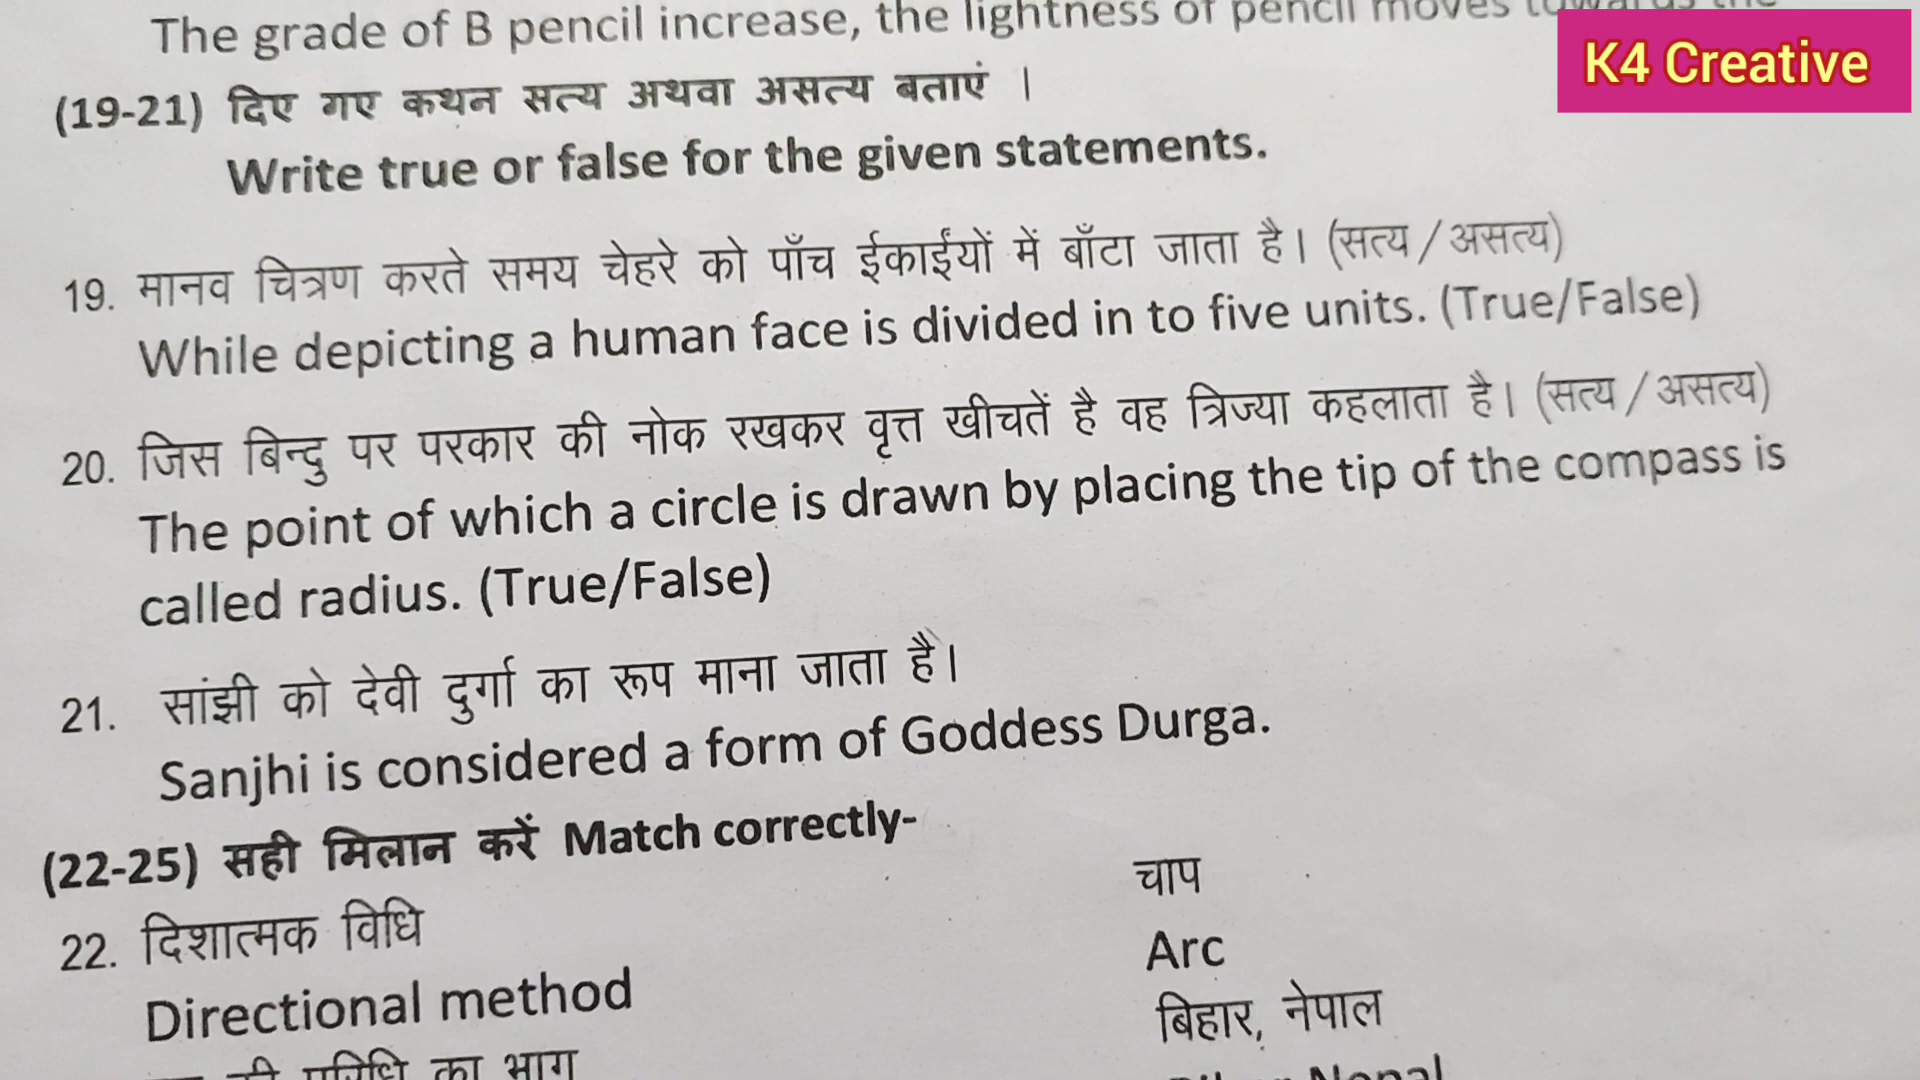 The grade of B pencil increase, the lightness of pencil moves towards the
K4 Creative
(19-21) दिए गए कथन सत्य अथवा असत्य बताएं ।
Write true or false for the given statements.
19. मानव चित्रण करते समय चेहरे को पाँच ईकाईंयों में बाँटा जाता है। (सत्य / असत्य)
While depicting a human face is divided in to five units. (True/False)
20. जिस बिन्दु पर परकार की नोक रखकर वृत्त खीचतें है वह त्रिज्या कहलाता है। (सत्य / असत्य)
The point of which a circle is drawn by placing the tip of the compass is
called radius. (True/False)
21. सांझी को देवी दुर्गा का रूप माना जाता है।
Sanjhi is considered a form of Goddess Durga.
(22-25) सही मिलान करें Match correctly-
22. दिशात्मक विधि
चाप
Directional method
Arc
बिहार, नेपाल
की परिधि का भाग
Nepal